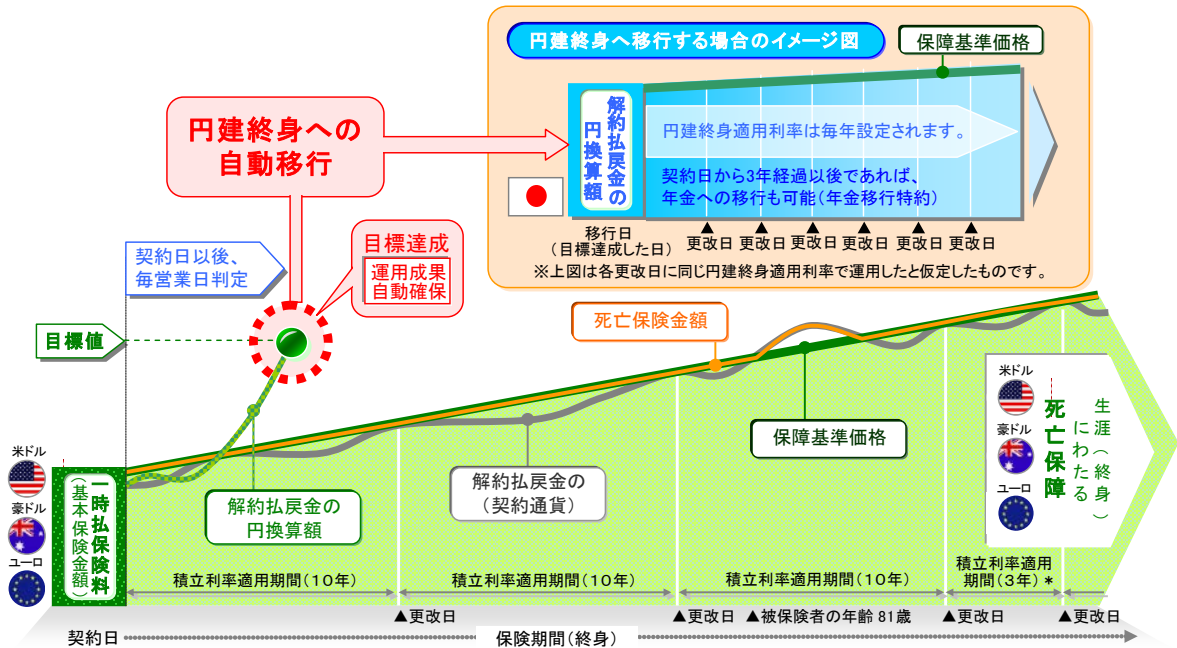 円建終身へ移行する場合のイメージ図
保障基準価格
解約払戻金の
円換算額
円建終身適用利率は毎年設定されます。
契約日から3年経過以後であれば、
年金への移行も可能(年金移行特約)
移行日
(目標達成した日)
▲
更改日
▲
更改日
▲
更改日
▲
更改日
▲
更改日
▲
更改日
※上図は各更改日に同じ円建終身適用利率で運用したと仮定したものです。
円建終身への
自動移行
契約日以後、
毎営業日判定
目標達成
運用成果
自動確保
目標値
死亡保険金額
保障基準価格
解約払戻金の
(契約通貨)
解約払戻金の
円換算額
米ドル
豪ドル
ユーロ
一時払保険料
(基本保険金額)
米ドル
豪ドル
ユーロ
生涯(終身)
にわたる
死亡保障
積立利率適用期間(10年)
積立利率適用期間(10年)
積立利率適用期間(10年)
積立利率適用
期間(3年)*
▲更改日
▲更改日
▲被保険者の年齢 81歳
▲更改日
▲更改日
契約日
保険期間(終身)